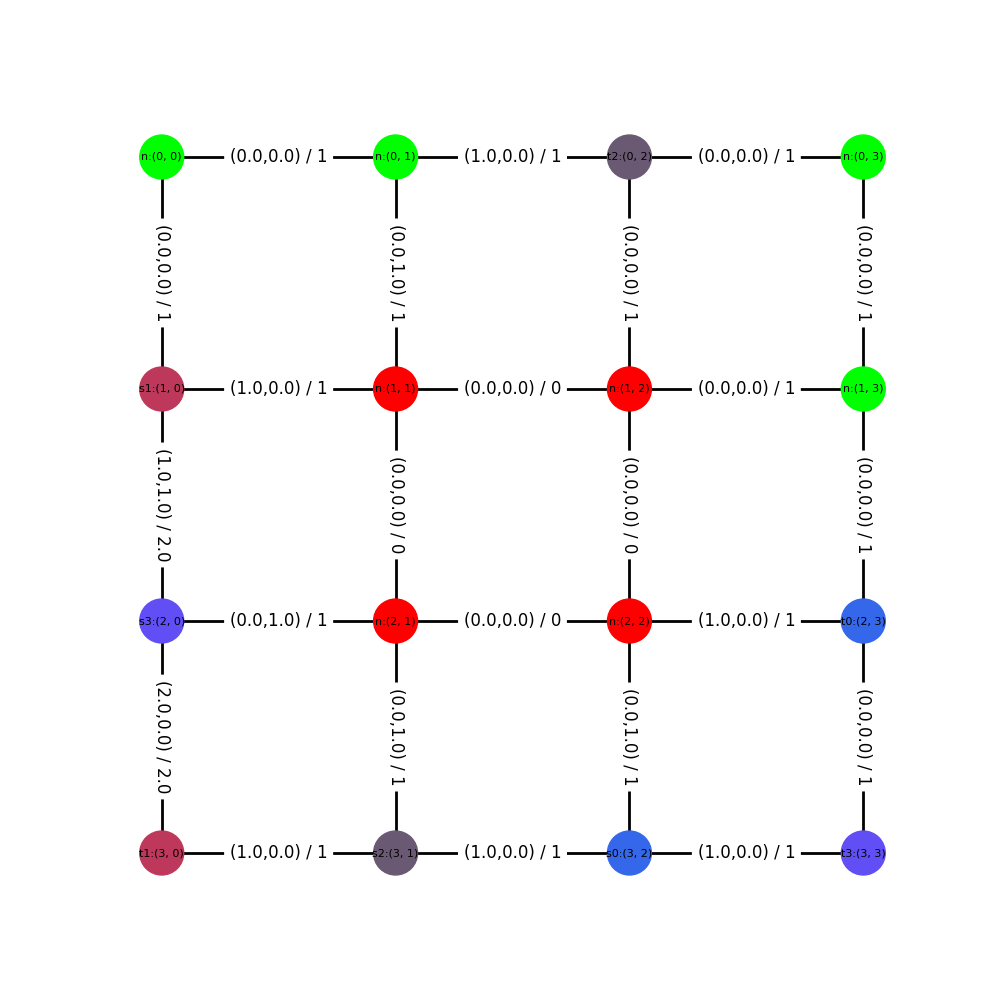 n:(0, 0) (0.0,0.0) / 1 n:(0, 1) (1.0,0.0) / 1 t2:(0, 2) (0.0,0.0) / 1 n:(0, 3)
(0.0,0.0) / 1 (0.0,1.0) / 1 (0.0,0.0) / 1 (0.0,0.0) / 1
s1:(1, 0) (1.0,0.0) / 1 n:(1, 1) (0.0,0.0) / 0 n:(1, 2) (0.0,0.0) / 1 n:(1, 3)
(1.0,1.0) / 2.0 (0.0,0.0) / 0 (0.0,0.0) / 0 (0.0,0.0) / 1
s3:(2, 0) (0.0,1.0) / 1 n:(2, 1) (0.0,0.0) / 0 n:(2, 2) (1.0,0.0) / 1 t0:(2, 3)
(2.0,0.0) / 2.0 (0.0,1.0) / 1 (0.0,1.0) / 1 (0.0,0.0) / 1
t1:(3, 0) (1.0,0.0) / 1 s2:(3, 1) (1.0,0.0) / 1 s0:(3, 2) (1.0,0.0) / 1 t3:(3, 3)